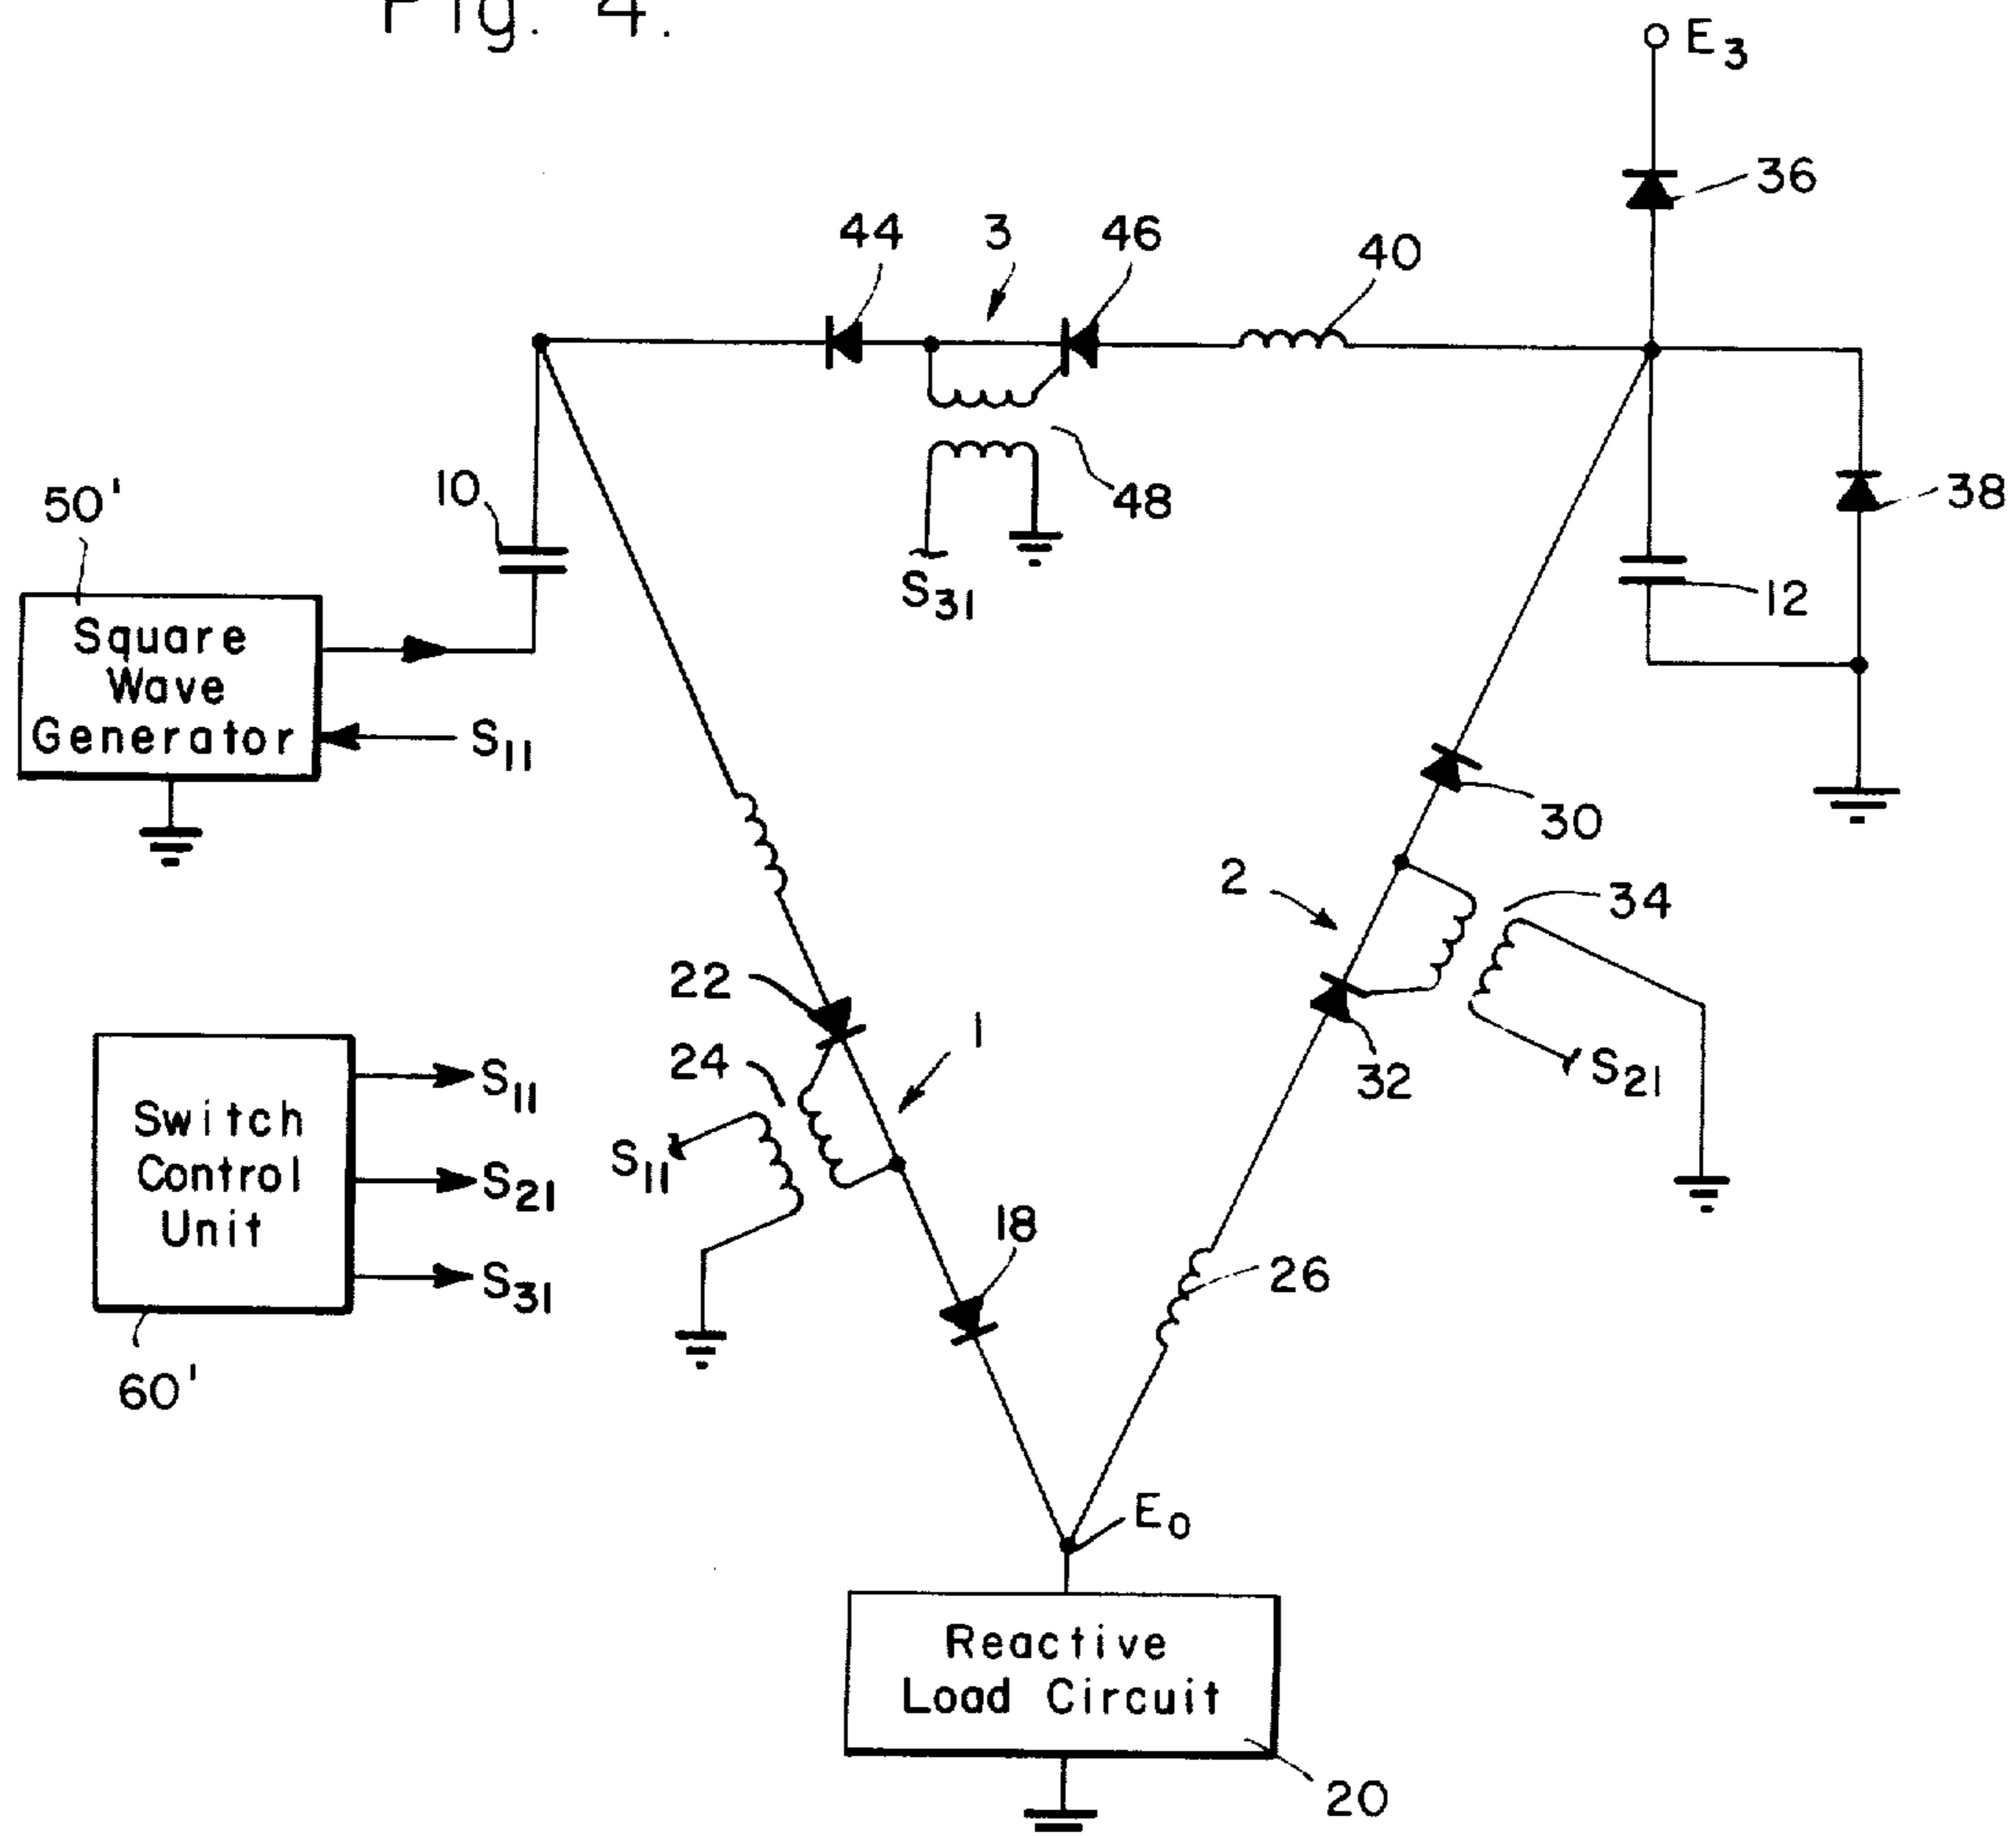 Fig. 4.
E3
36
44
3
46
40
10
48
38
50'
S31
12
Square
Wave
Generator
S11
30
2
34
22
1
24
32
S21
Switch
Control
Unit
S11
S21
S31
S11
18
26
60'
E0
Reactive
Load Circuit
20